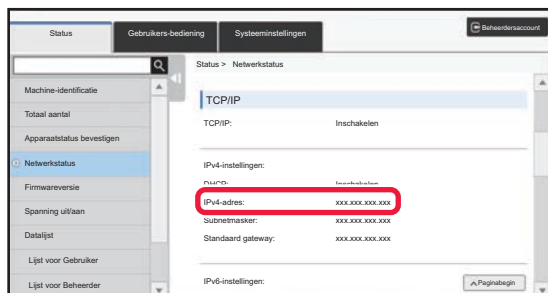 Status
Gebruikers-bediening
Systeeminstellingen
Beheerdersaccount
Status > Netwerkstatus
Machine-identificatie
Totaal aantal
Apparaatstatus bevestigen
Netwerkstatus
Firmwareversie
Spanning uit/aan
Datalijst
Lijst voor Gebruiker
Lijst voor Beheerder
TCP/IP
TCP/IP: Inschakelen
IPv4-instellingen:
DHCP: Inschakelen
IPv4-adres: xxx.xxx.xxx.xxx
Subnetmasker: xxx.xxx.xxx.xxx
Standaard gateway: xxx.xxx.xxx.xxx
IPv6-instellingen:
Paginabegin